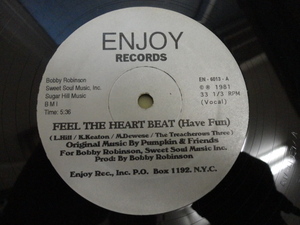 ENJOY
RECORDS
Bobby Robinson
Sweet Soul Music, Inc.
Sugar Hill Music
B M I
Time: 5:36
EN - 6013 - A
℗ © 1981
33 1/3 RPM
(Vocal)
FEEL THE HEART BEAT (Have Fun)
( L.Hill / K.Keaton / M.Dewese / The Treacherous Three )
Original Music By Pumpkin & Friends
For Bobby Robinson, Sweet Soul Music Inc.
Prod: By Bobby Robinson
Enjoy Rec., Inc. P.O. Box 1192, N.Y.C.